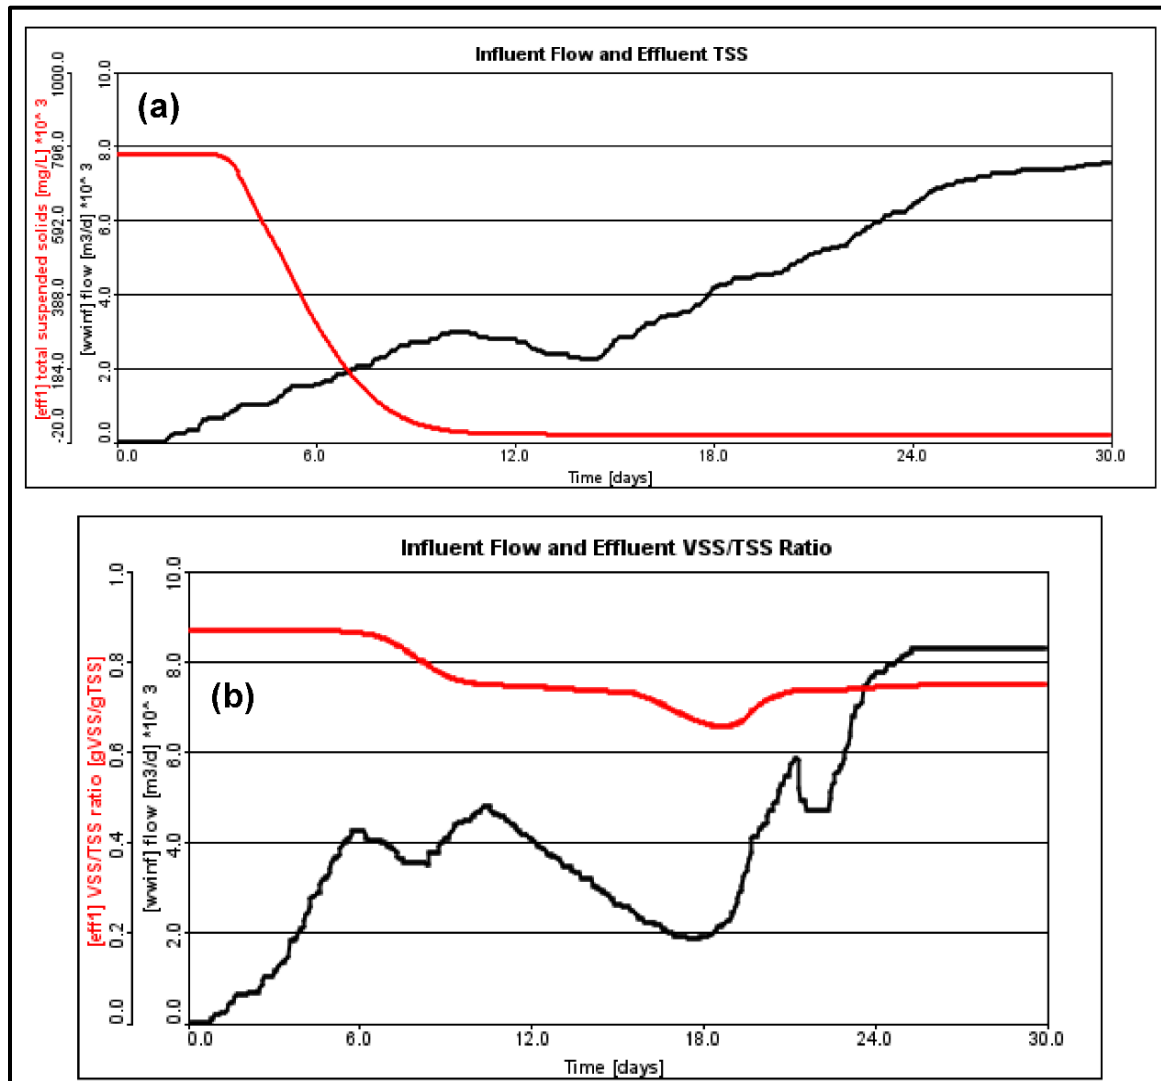 Influent Flow and Effluent TSS
(a)
[eff1] total suspended solids [mg/L] *10^ 3
-20.0 184.0 388.0 592.0 796.0 1000.0
[wwinf] flow [m3/d] *10^ 3
0.0 2.0 4.0 6.0 8.0 10.0
0.0 6.0 12.0 18.0 24.0 30.0
Time [days]
Influent Flow and Effluent VSS/TSS Ratio
(b)
[eff1] VSS/TSS ratio [gVSS/gTSS]
0.0 0.2 0.4 0.6 0.8 1.0
[wwinf] flow [m3/d] *10^ 3
0.0 2.0 4.0 6.0 8.0 10.0
0.0 6.0 12.0 18.0 24.0 30.0
Time [days]